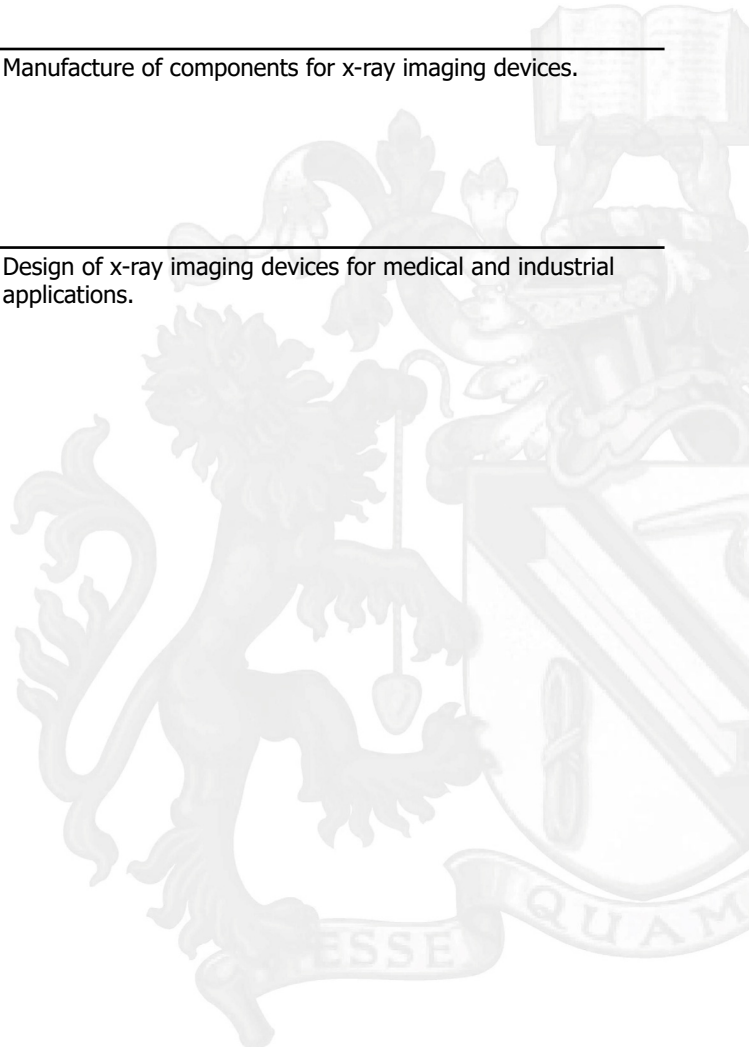 Manufacture of components for x-ray imaging devices.
Design of x-ray imaging devices for medical and industrial
applications.
ESSE
QUAM